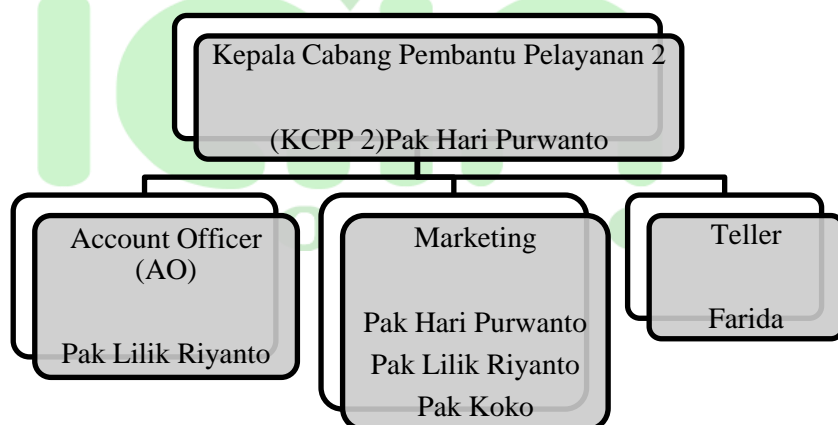 Kepala Cabang Pembantu Pelayanan 2
(KCPP 2)Pak Hari Purwanto
Account Officer
(AO)
Pak Lilik Riyanto
Marketing
Pak Hari Purwanto
Pak Lilik Riyanto
Pak Koko
Teller
Farida